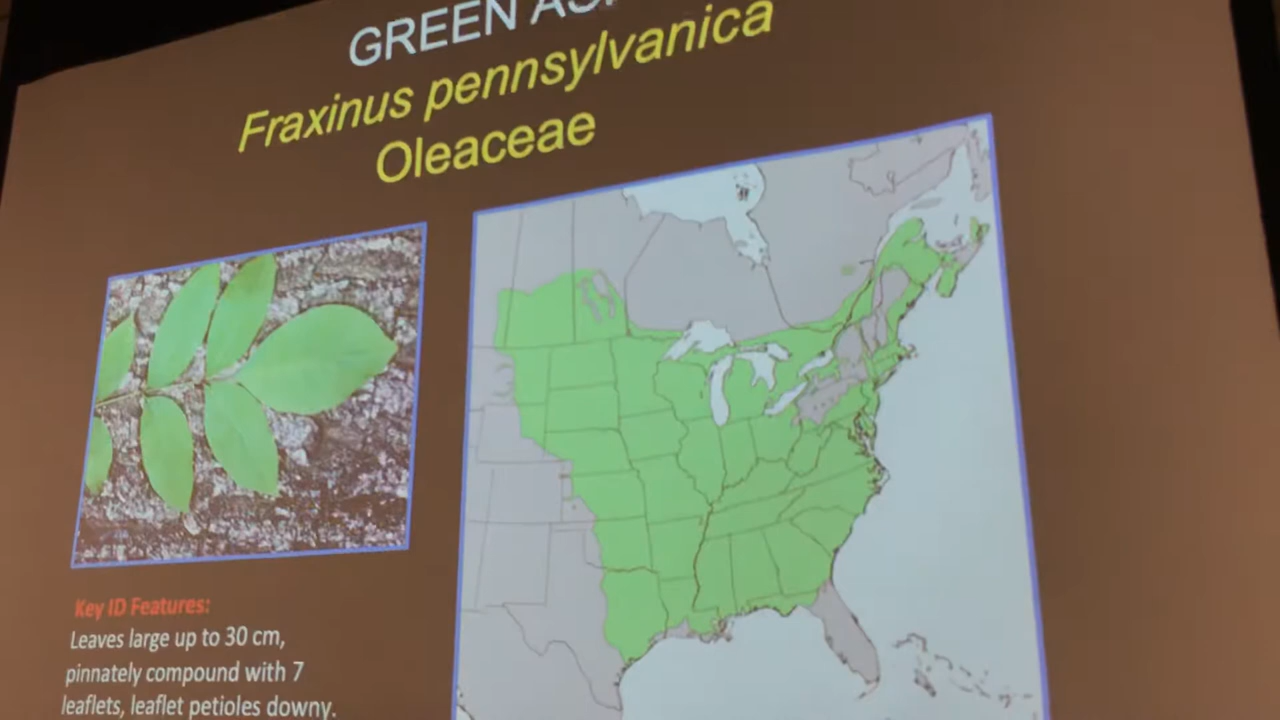 GREEN
Fraxinus pennsylvanica
Oleaceae
Key ID Features:
Leaves large up to 30 cm,
pinnately compound with 7
leaflets, leaflet petioles downy.